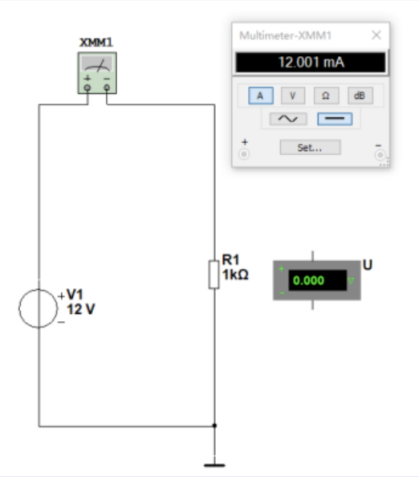 Multimeter-XMM1
12.001 mA
A V Ω dB
Set...
+ -
XMM1
+ -
R1
1kΩ
U
+
0.000 V
-
+ V1
12 V
-